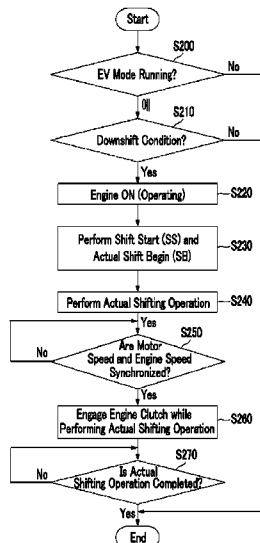 Start
S200
EV Mode Running?
No
예
S210
Downshift Condition?
No
Yes
Engine ON (Operating)
S220
Perform Shift Start (SS) and
Actual Shift Begin (SB)
S230
Perform Actual Shifting Operation
S240
Yes
S250
Are Motor
Speed and Engine Speed
Synchronized?
No
Yes
Engage Engine Clutch while
Performing Actual Shifting Operation
S260
S270
Is Actual
Shifting Operation Completed?
No
Yes
End